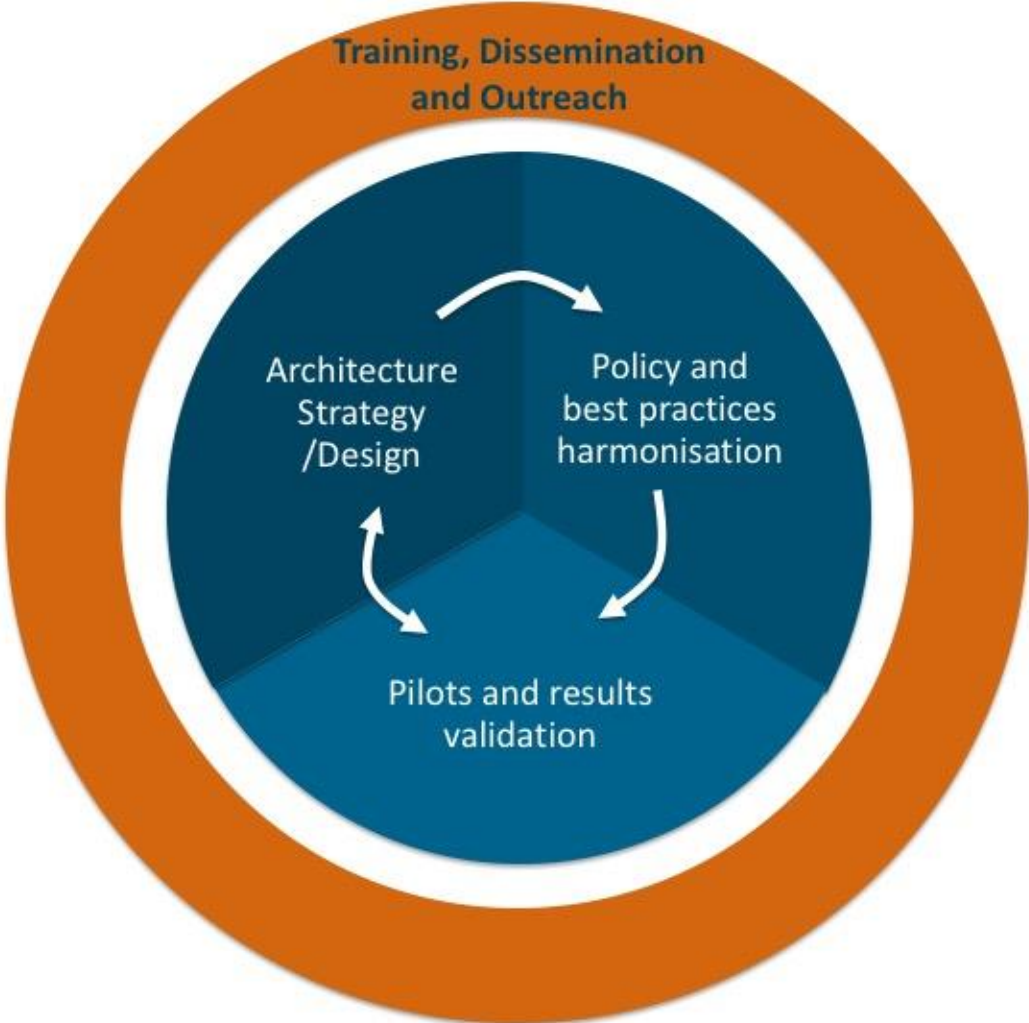 Training, Dissemination
and Outreach
Architecture
Strategy
/Design
Policy and
best practices
harmonisation
Pilots and results
validation